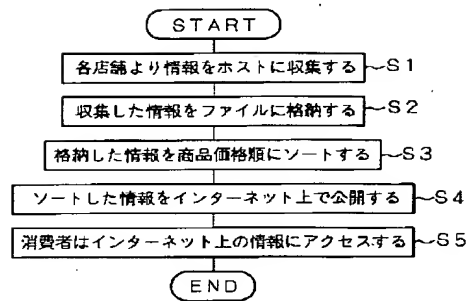 START
各店舗より情報をホストに収集する ~S1
収集した情報をファイルに格納する ~S2
格納した情報を商品価格類にソートする ~S3
ソートした情報をインターネット上で公開する ~S4
消費者はインターネット上の情報にアクセスする ~S5
END